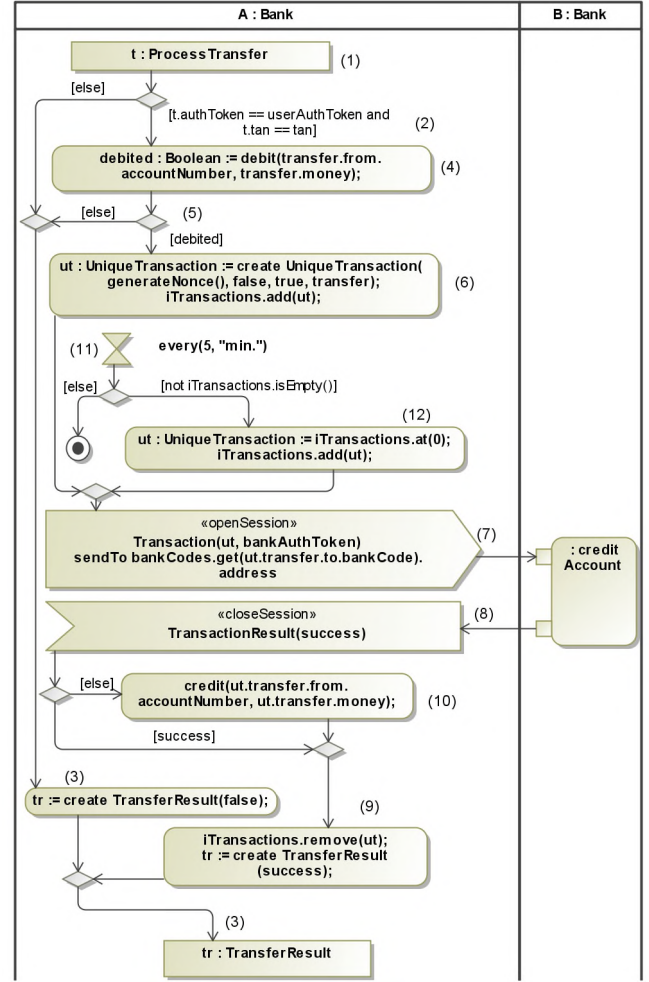 A : Bank
B : Bank
t : ProcessTransfer
(1)
[else]
[t.authToken == userAuthToken and
t.tan == tan]
(2)
debited : Boolean := debit(transfer.from.
accountNumber, transfer.money);
(4)
[else]
(5)
[debited]
ut : UniqueTransaction := create UniqueTransaction(
generateNonce(), false, true, transfer);
iTransactions.add(ut);
(6)
(11)
every(5, "min.")
[else]
[not iTransactions.isEmpty()]
(12)
ut : UniqueTransaction := iTransactions.at(0);
iTransactions.add(ut);
«openSession»
Transaction(ut, bankAuthToken)
sendTo bankCodes.get(ut.transfer.to.bankCode).
address
(7)
: credit
Account
«closeSession»
TransactionResult(success)
(8)
[else]
credit(ut.transfer.from.
accountNumber, ut.transfer.money);
(10)
[success]
(3)
tr := create TransferResult(false);
(9)
iTransactions.remove(ut);
tr := create TransferResult
(success);
(3)
tr : TransferResult